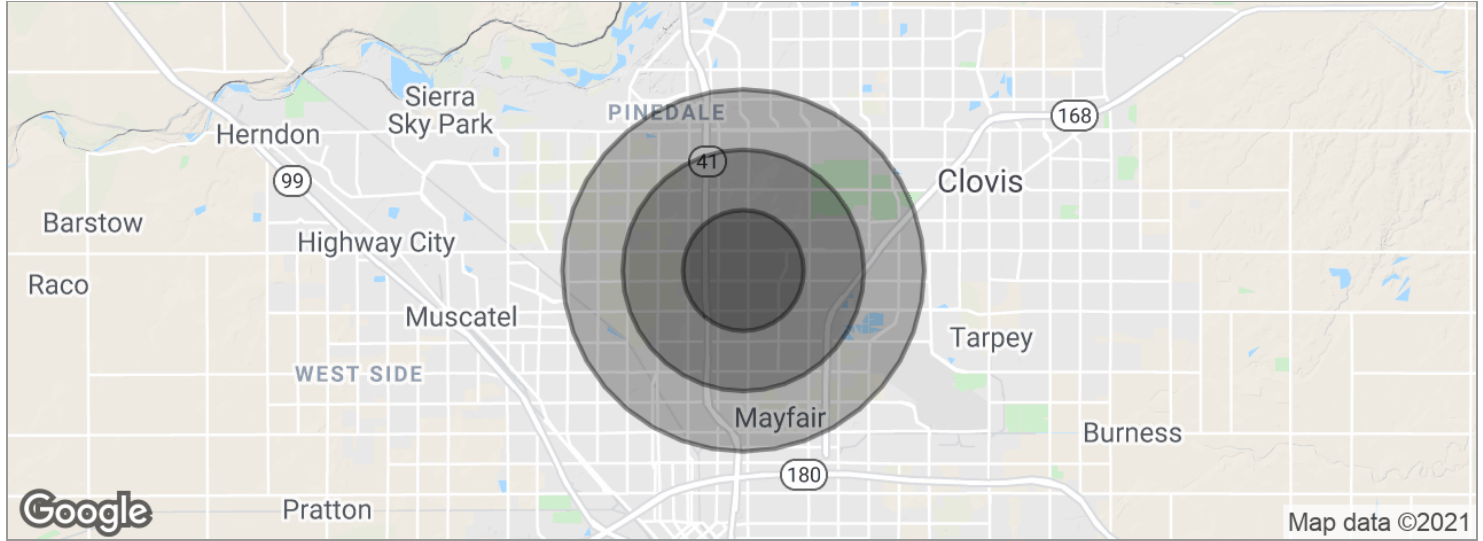 Sierra
Sky Park
PINEDALE
168
Herndon
41
99
Clovis
Barstow
Highway City
Raco
Muscatel
Tarpey
WEST SIDE
Mayfair
Burness
180
Pratton
Google
Map data ©2021